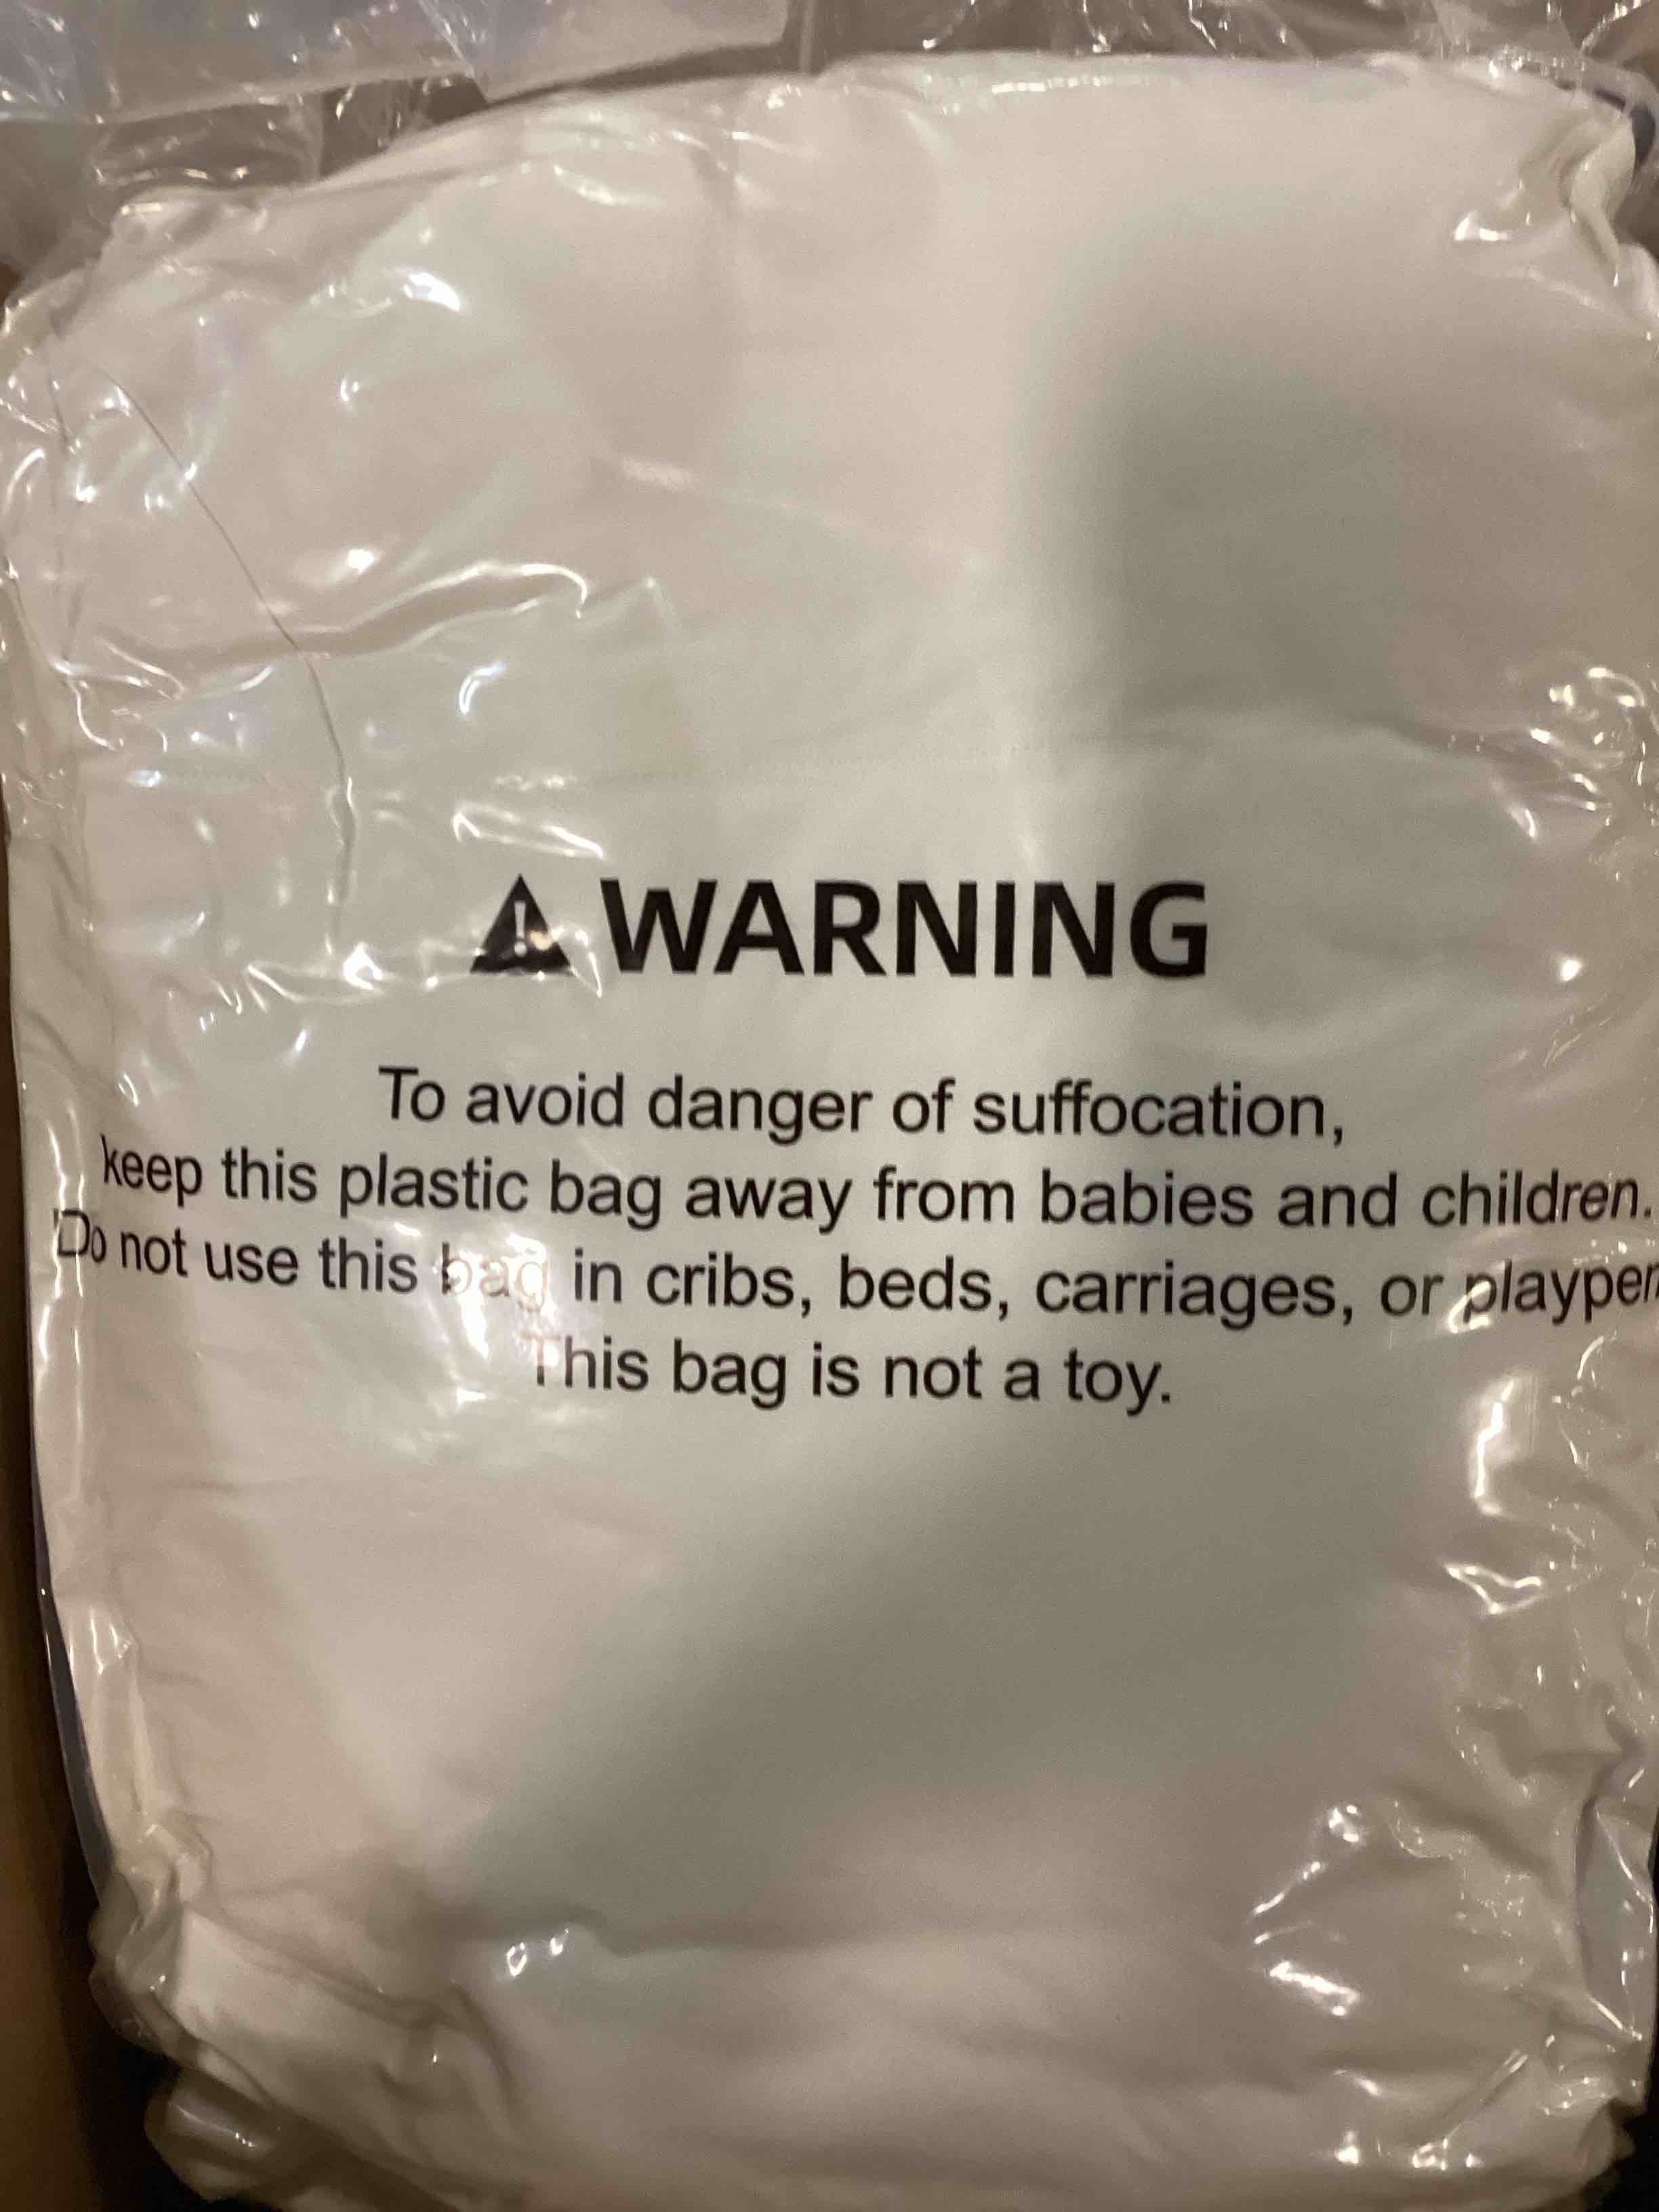 WARNING
To avoid danger of suffocation,
keep this plastic bag away from babies and children.
Do not use this bag in cribs, beds, carriages, or playpen
This bag is not a toy.